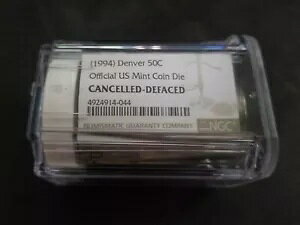 (1994) Denver 50C
Official US Mint Coin Die
CANCELLED-DEFACED
4924914-044
NUMISMATIC GUARANTY COMPANY
NGC